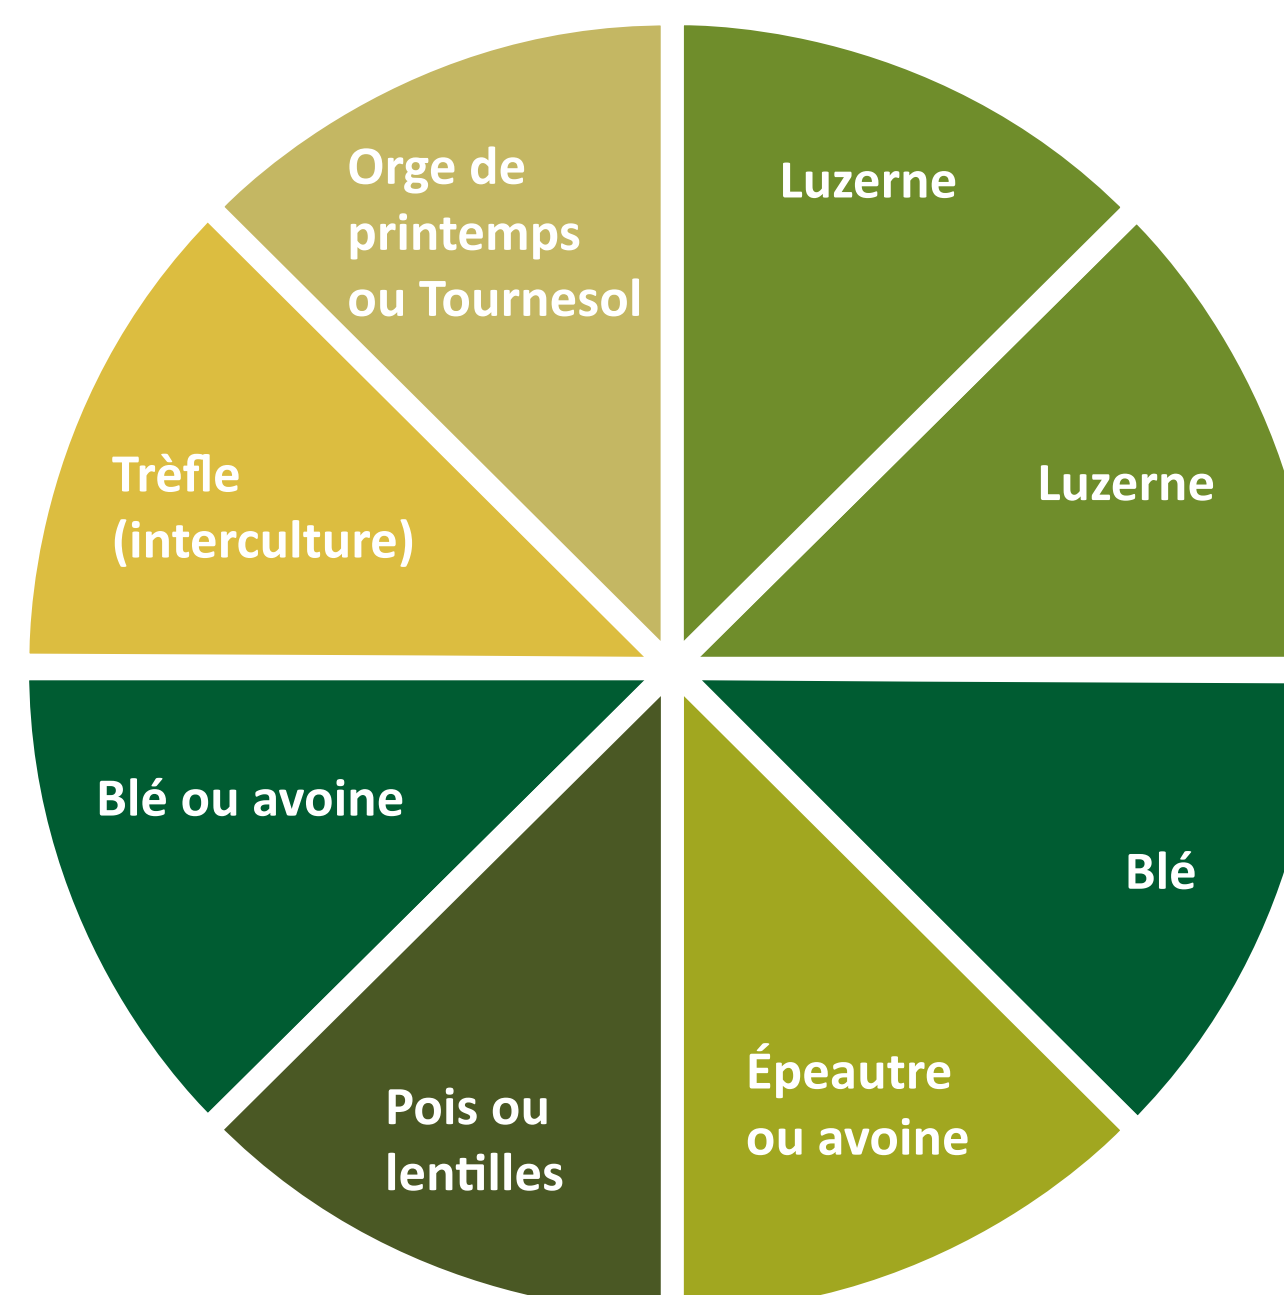 Luzerne
Luzerne
Blé
Épeautre
ou avoine
Pois ou
lentilles
Blé ou avoine
Trèfle
(interculture)
Orge de
printemps
ou Tournesol